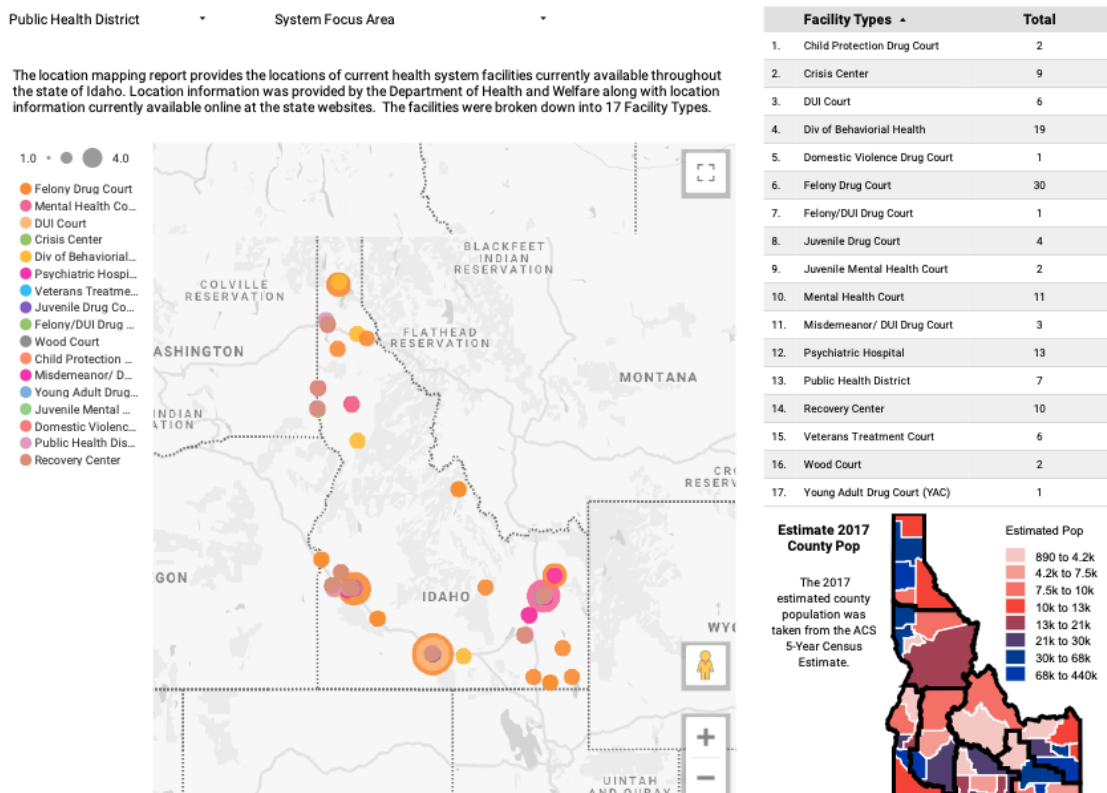 Public Health District
System Focus Area
The location mapping report provides the locations of current health system facilities currently available throughout
the state of Idaho. Location information was provided by the Department of Health and Welfare along with location
information currently available online at the state websites. The facilities were broken down into 17 Facility Types.
1.0
4.0
Felony Drug Court
Mental Health Co...
DUI Court
Crisis Center
Div of Behavioral...
Psychiatric Hospi...
Veterans Treatme...
Juvenile Drug Co...
Felony/DUI Drug ...
Wood Court
Child Protection ...
Misdemeanor/ D...
Young Adult Drug...
Juvenile Mental ...
Domestic Violenc...
Public Health Dis...
Recovery Center
BLACKFEET
INDIAN
RESERVATION
COLVILLE
RESERVATION
FLATHEAD
RESERVATION
ASHINGTON
MONTANA
INDIAN
ATION
CRO
RESERV
EGON
IDAHO
WYO
UINTAH
AND OURAY
+
−
Facility Types Total
1. Child Protection Drug Court 2
2. Crisis Center 9
3. DUI Court 6
4. Div of Behaviorial Health 19
5. Domestic Violence Drug Court 1
6. Felony Drug Court 30
7. Felony/DUI Drug Court 1
8. Juvenile Drug Court 4
9. Juvenile Mental Health Court 2
10. Mental Health Court 11
11. Misdemeanor/ DUI Drug Court 3
12. Psychiatric Hospital 13
13. Public Health District 7
14. Recovery Center 10
15. Veterans Treatment Court 6
16. Wood Court 2
17. Young Adult Drug Court (YAC) 1
Estimate 2017
County Pop
The 2017
estimated county
population was
taken from the ACS
5-Year Census
Estimate.
Estimated Pop
890 to 4.2k
4.2k to 7.5k
7.5k to 10k
10k to 13k
13k to 21k
21k to 30k
30k to 68k
68k to 440k